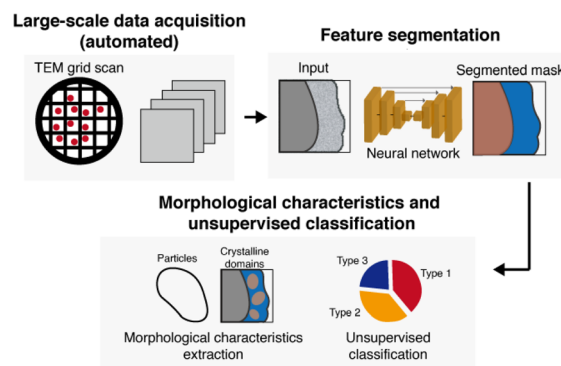 Large-scale data acquisition
(automated)
TEM grid scan
Feature segmentation
Input
Neural network
Segmented mask
Morphological characteristics and
unsupervised classification
Particles
Crystalline
domains
Morphological characteristics
extraction
Type 3
Type 1
Type 2
Unsupervised
classification